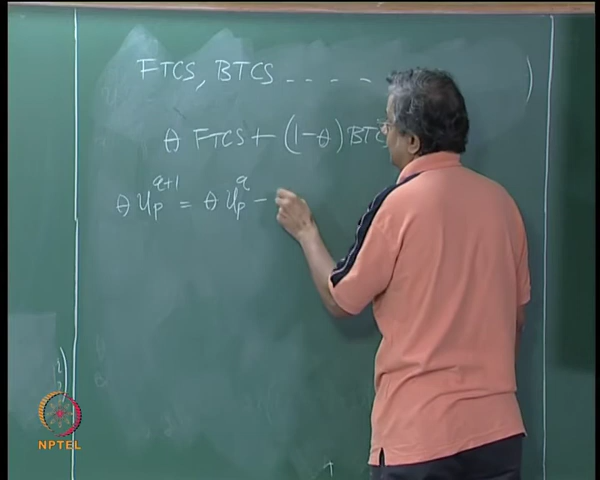 FTCS, BTCS - - - - -
θ FTCS + (1-θ) BTC
θ u_p^{q+1} = θ u_p^q -
NPTEL